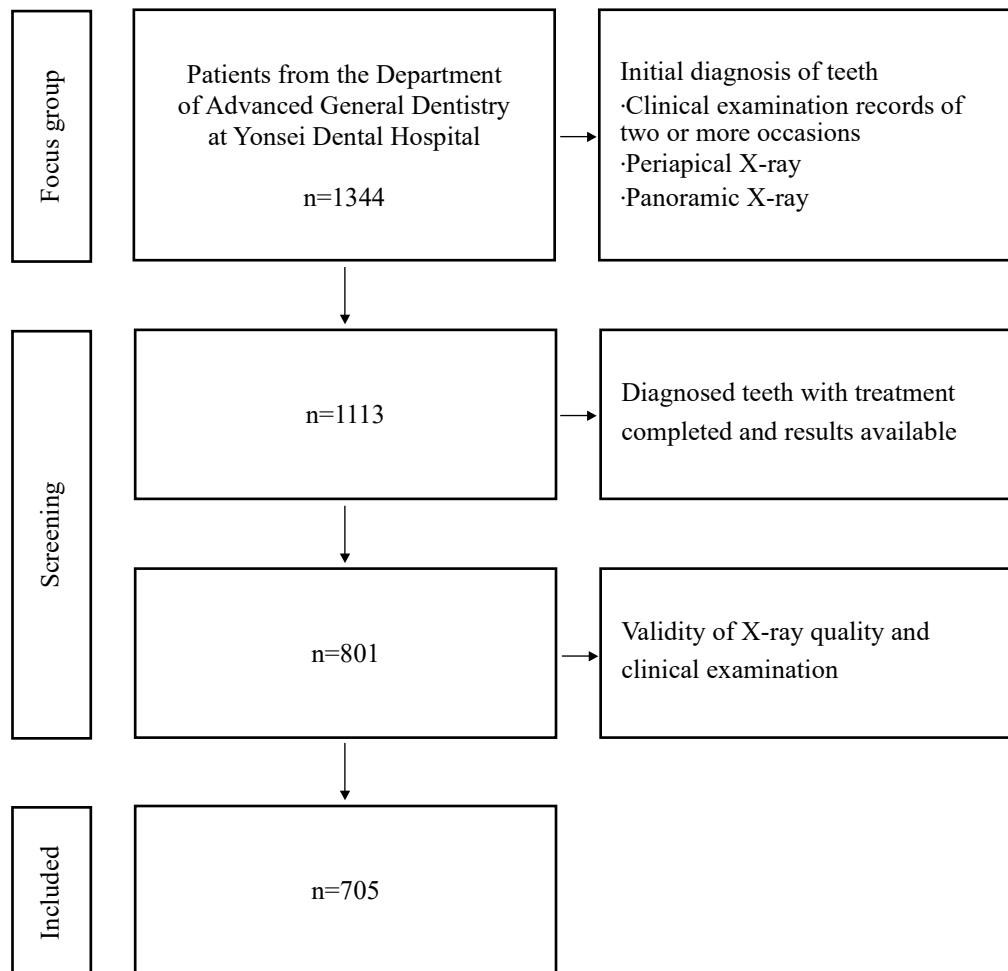 Focus group
Patients from the Department
of Advanced General Dentistry
at Yonsei Dental Hospital
n=1344
Initial diagnosis of teeth
·Clinical examination records of
two or more occasions
·Periapical X-ray
·Panoramic X-ray
Screening
n=1113
Diagnosed teeth with treatment
completed and results available
n=801
Validity of X-ray quality and
clinical examination
Included
n=705